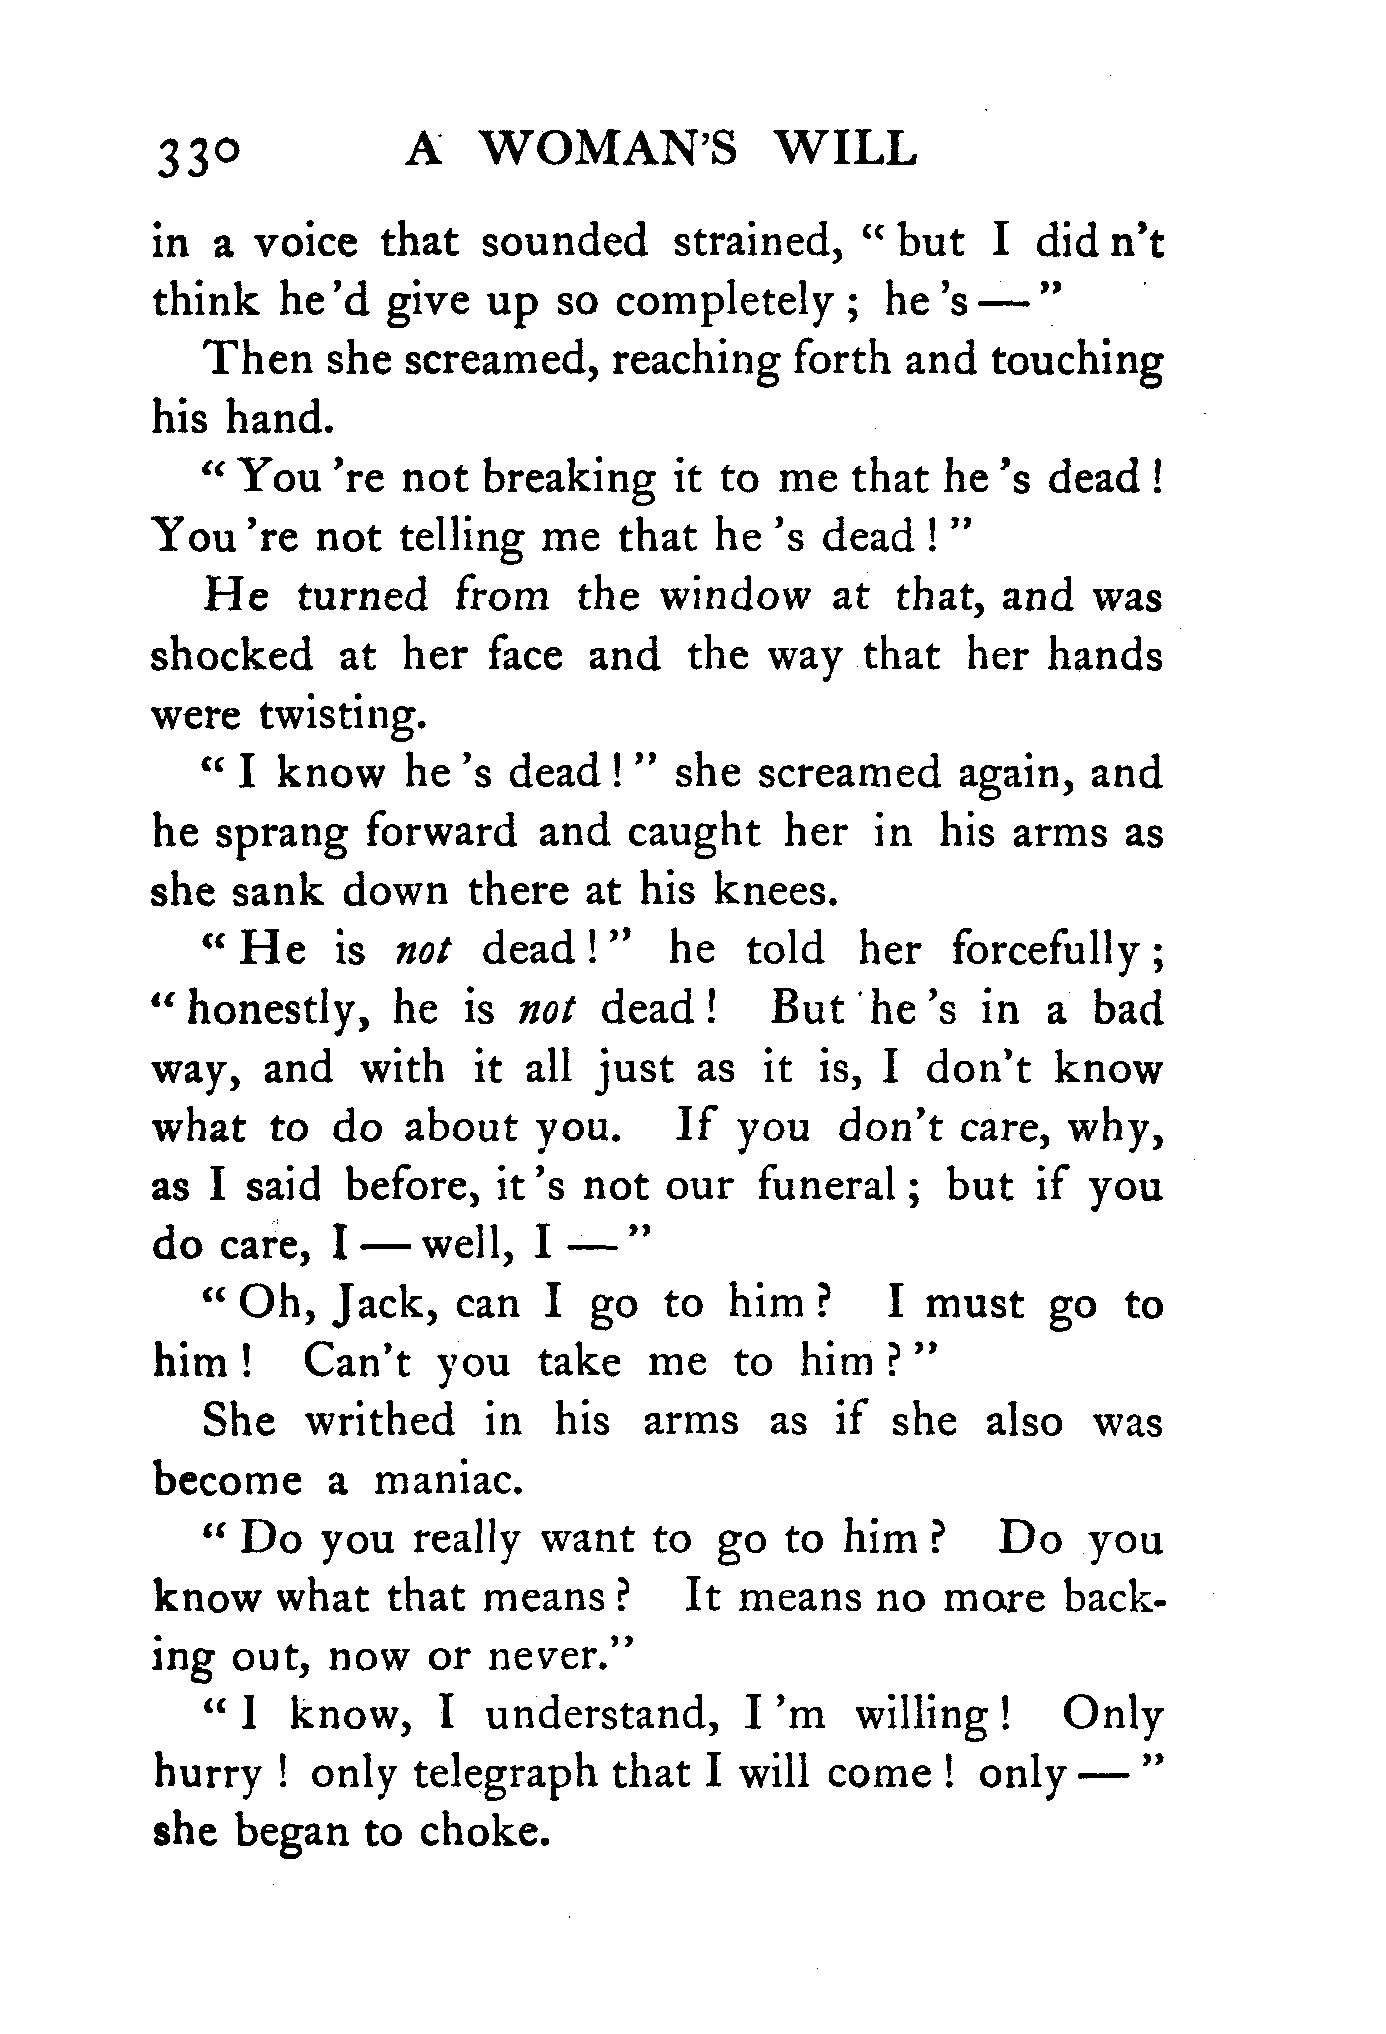 330 A WOMAN'S WILL
in a voice that sounded strained, “but I didn't
think he'd give up so completely; he's—”
Then she screamed, reaching forth and touching
his hand.
“You're not breaking it to me that he's dead!
You're not telling me that he's dead!”
He turned from the window at that, and was
shocked at her face and the way that her hands
were twisting.
“I know he's dead!” she screamed again, and
he sprang forward and caught her in his arms as
she sank down there at his knees.
“He is not dead!” he told her forcefully;
“honestly, he is not dead! But he's in a bad
way, and with it all just as it is, I don't know
what to do about you. If you don't care, why,
as I said before, it's not our funeral; but if you
do care, I—well, I—”
“Oh, Jack, can I go to him? I must go to
him! Can't you take me to him?”
She writhed in his arms as if she also was
become a maniac.
“Do you really want to go to him? Do you
know what that means? It means no more back-
ing out, now or never.”
“I know, I understand, I'm willing! Only
hurry! only telegraph that I will come! only—”
she began to choke.